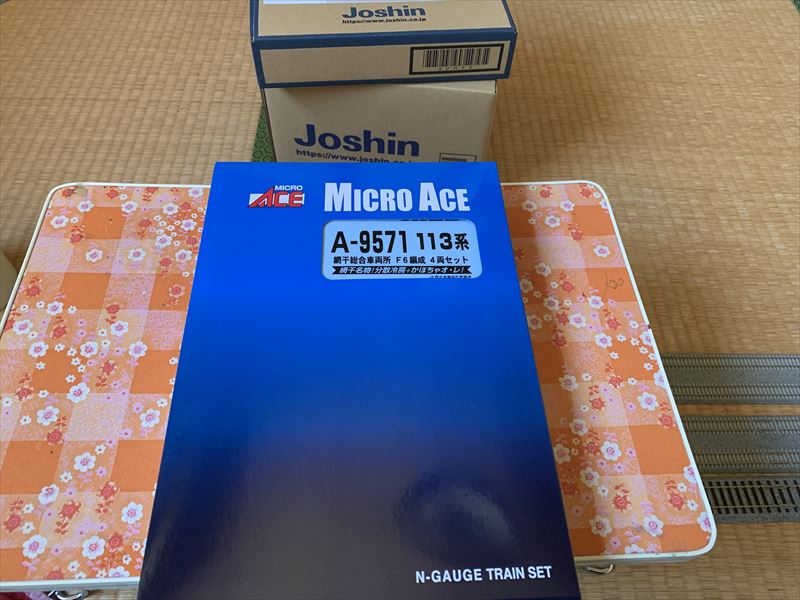 Joshin
https://www.joshin.co.jp
Joshin
MICRO ACE
MICRO ACE
A-9571 113系
網干総合車両所 F6編成 4両セット
網干名物!分散冷房+かぼちゃオ・レ!
N-GAUGE TRAIN SET